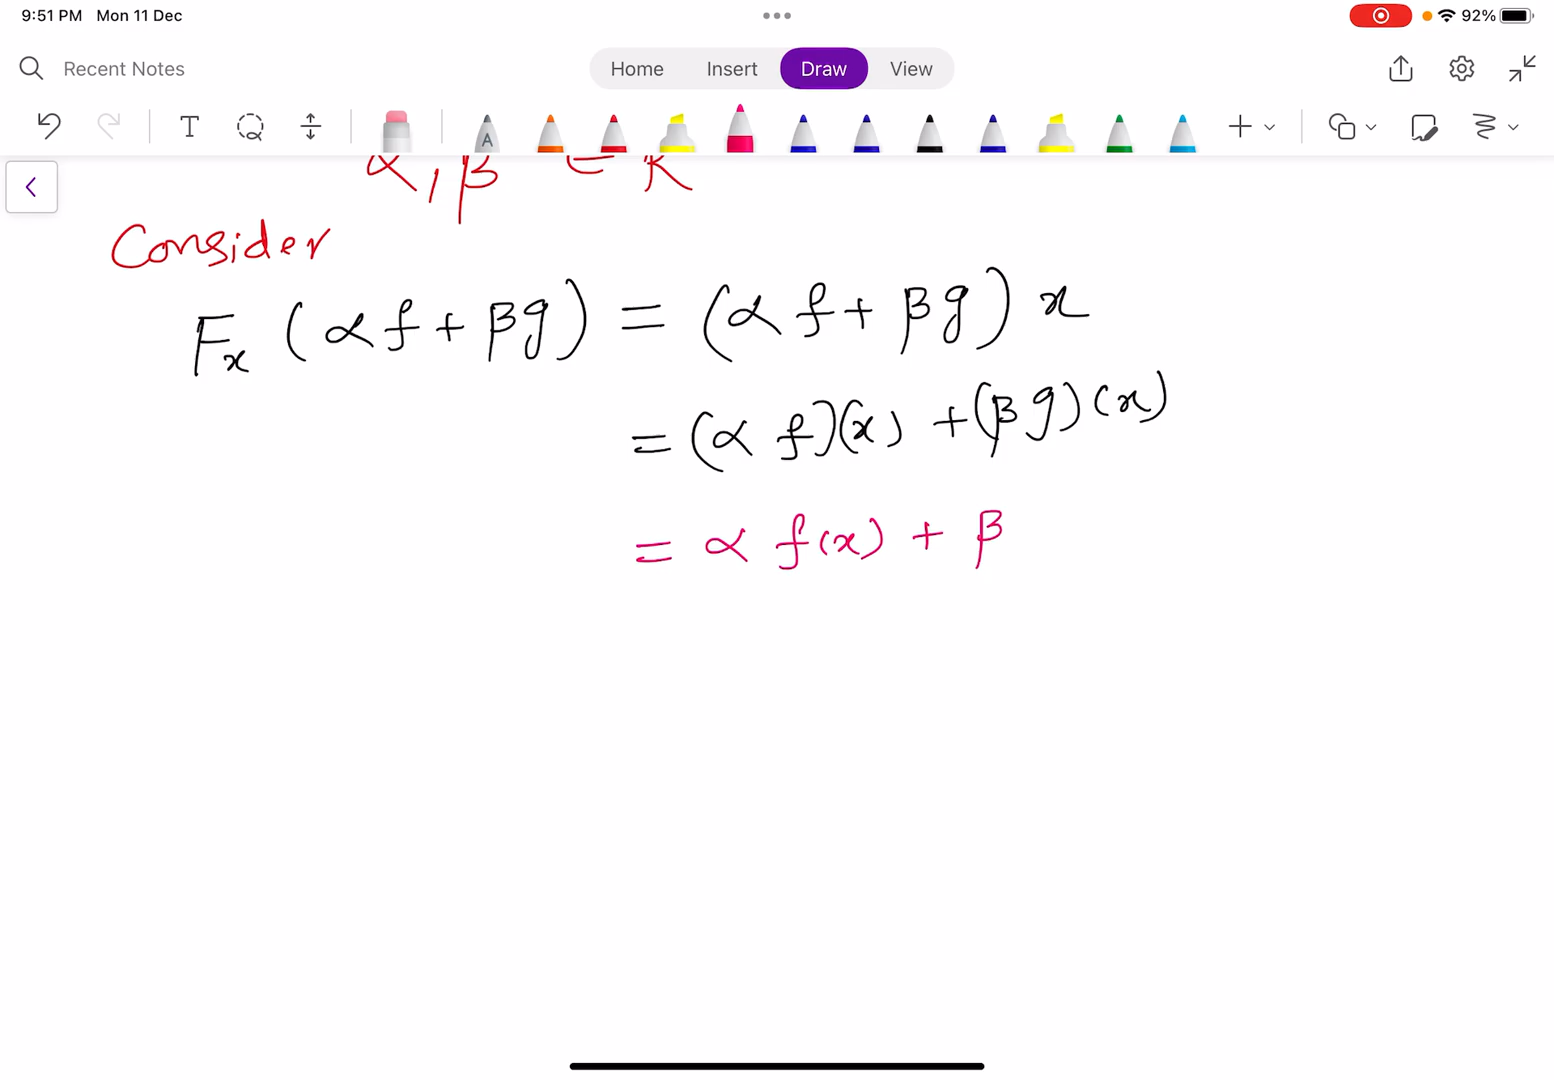 9:51 PM Mon 11 Dec 92%
Recent Notes Home Insert Draw View
T A
α, β ∈ K
Consider
Fₓ (αf + βg) = (αf + βg) x
= (αf)(x) + (βg)(x)
= α f(x) + β